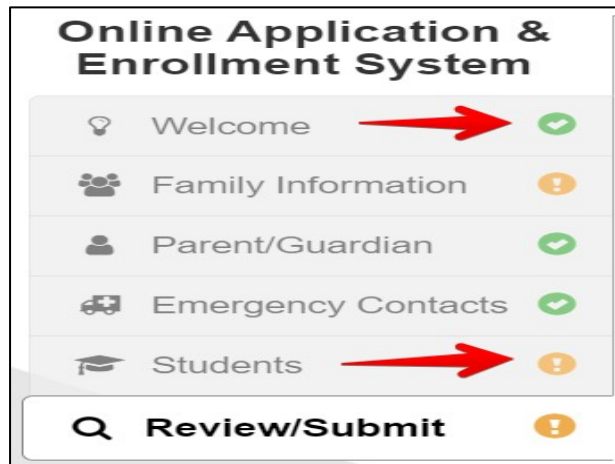 Online Application &
Enrollment System
Welcome
Family Information
Parent/Guardian
Emergency Contacts
Students
Review/Submit